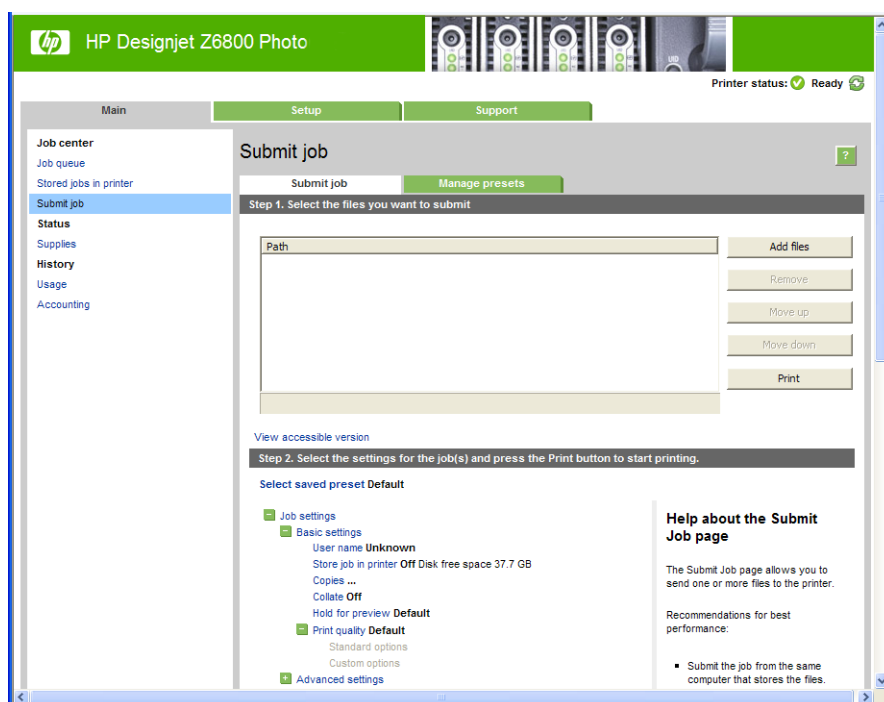 hp HP Designjet Z6800 Photo
UID
Printer status: Ready
Main Setup Support
Job center
Job queue
Stored jobs in printer
Submit job
Status
Supplies
History
Usage
Accounting
Submit job
?
Submit job Manage presets
Step 1. Select the files you want to submit
Path
Add files
Remove
Move up
Move down
Print
View accessible version
Step 2. Select the settings for the job(s) and press the Print button to start printing.
Select saved preset Default
Job settings
Basic settings
User name Unknown
Store job in printer Off Disk free space 37.7 GB
Copies ...
Collate Off
Hold for preview Default
Print quality Default
Standard options
Custom options
Advanced settings
Help about the Submit
Job page
The Submit Job page allows you to
send one or more files to the printer.
Recommendations for best
performance:
Submit the job from the same
computer that stores the files.